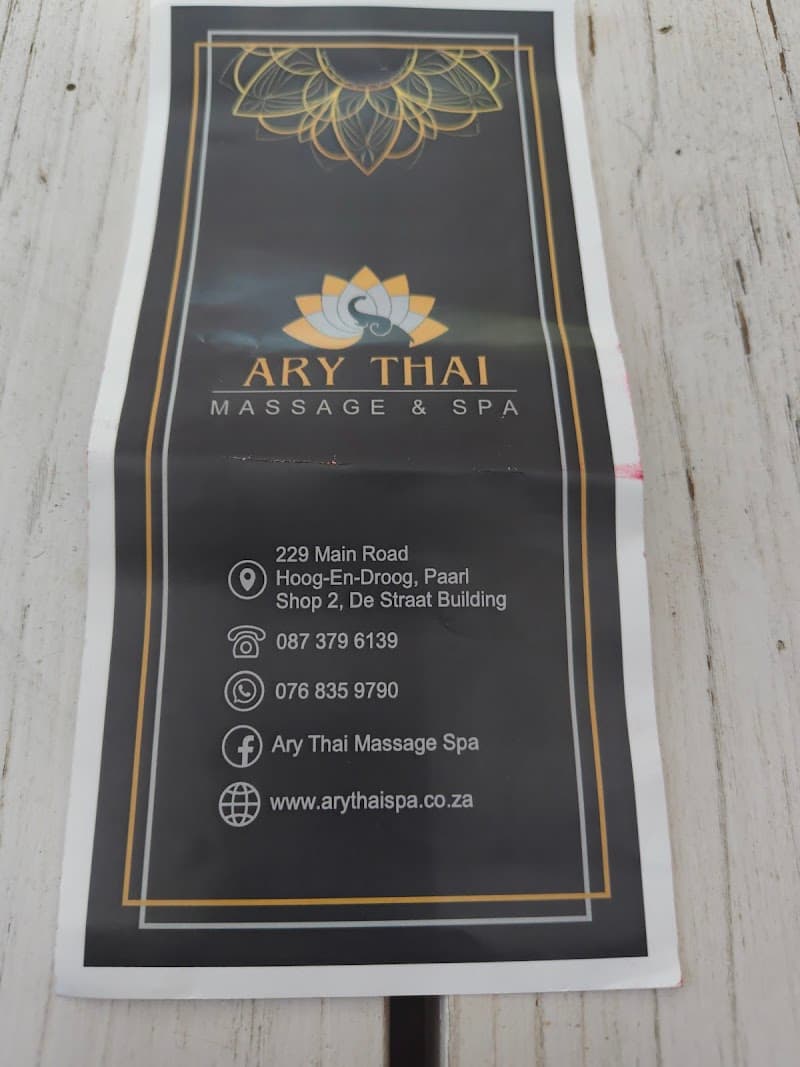 ARY THAI
MASSAGE & SPA
229 Main Road
Hoog-En-Droog, Paarl
Shop 2, De Straat Building
087 379 6139
076 835 9790
Ary Thai Massage Spa
www.arythaispa.co.za